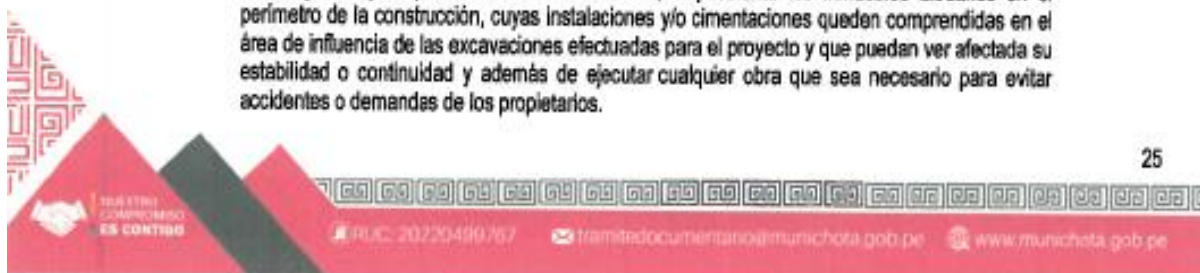 perímetro de la construcción, cuyas instalaciones y/o cimentaciones queden comprendidas en el
área de influencia de las excavaciones efectuadas para el proyecto y que puedan ver afectada su
estabilidad o continuidad y además de ejecutar cualquier obra que sea necesario para evitar
accidentes o demandas de los propietarios.
25
NUESTRO
COMPROMISO
ES CONTIGO
RUC: 20220499767 tramitedocumentario@munichota.gob.pe www.munichota.gob.pe